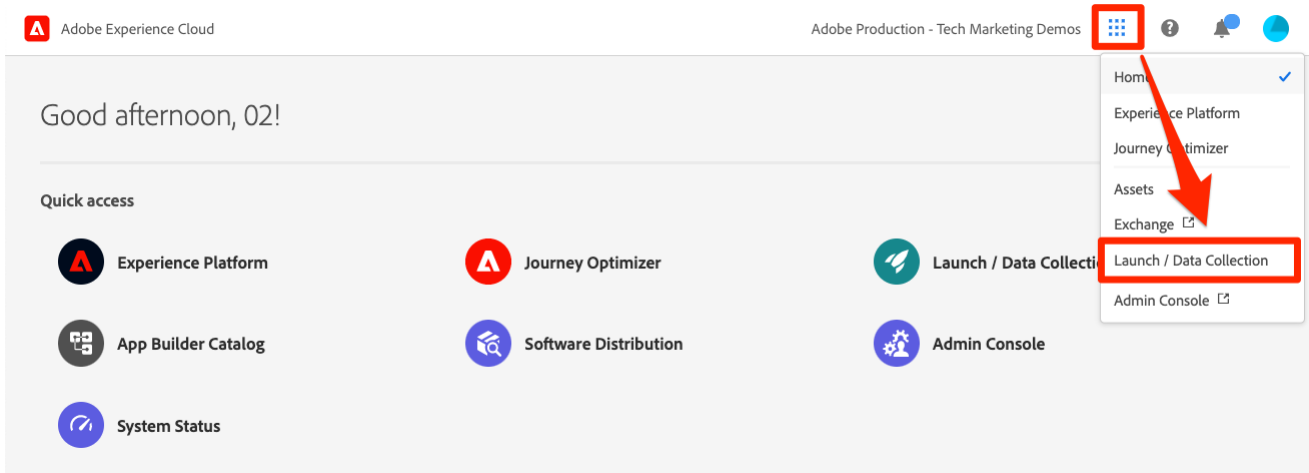 Adobe Experience Cloud
Adobe Production - Tech Marketing Demos
Home
Experience Platform
Journey Optimizer
Assets
Exchange
Launch / Data Collection
Admin Console
Good afternoon, 02!
Quick access
Experience Platform
Journey Optimizer
Launch / Data Collecti
App Builder Catalog
Software Distribution
Admin Console
System Status